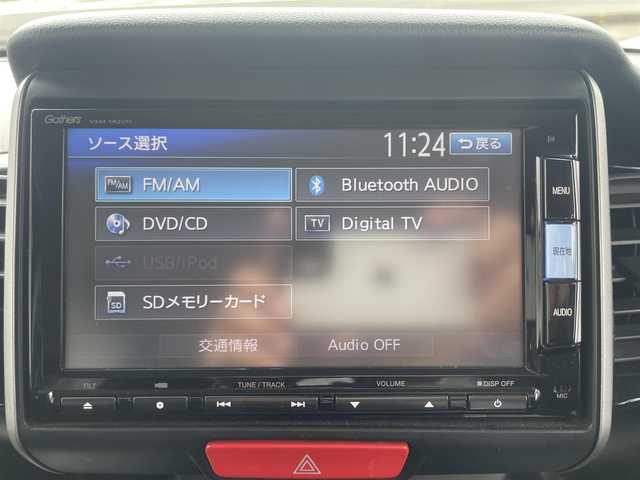 Gathers
ソース選択 11:24 戻る
FM/AM FM/AM Bluetooth AUDIO
DVD/CD TV Digital TV
USB/iPod
SD SDメモリーカード
交通情報 Audio OFF
MENU
現在地
AUDIO
TILT TUNE / TRACK VOLUME DISP OFF
MIC